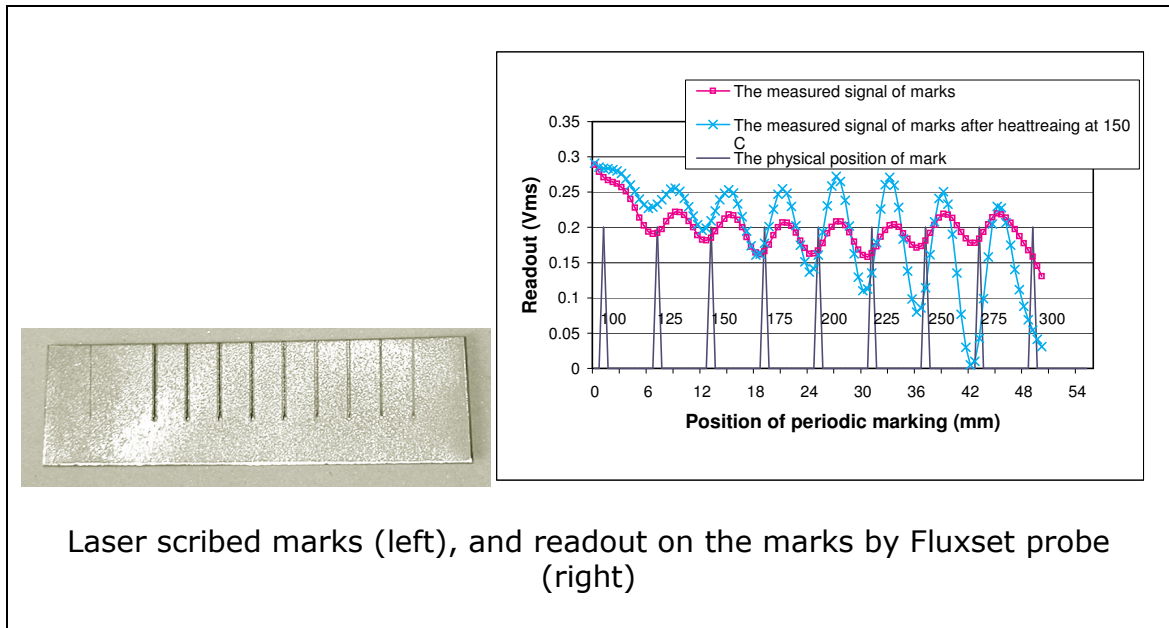 The measured signal of marks
The measured signal of marks after heattreaing at 150
C
The physical position of mark
Readout (Vms)
0.35
0.3
0.25
0.2
0.15
0.1
0.05
0
100 125 150 175 200 225 250 275 300
0 6 12 18 24 30 36 42 48 54
Position of periodic marking (mm)
Laser scribed marks (left), and readout on the marks by Fluxset probe
(right)